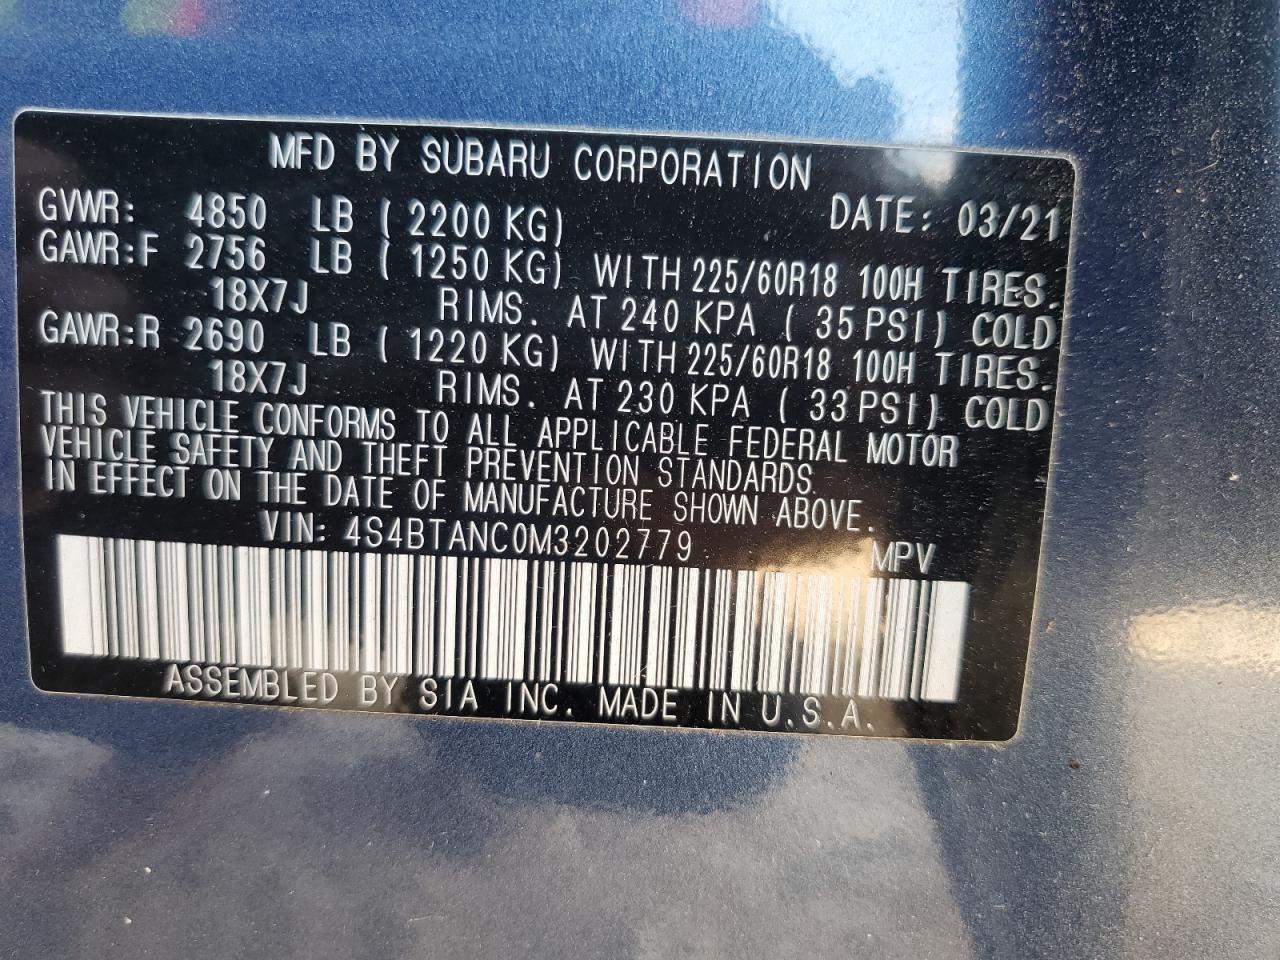 MFD BY SUBARU CORPORATION
GVWR: 4850 LB ( 2200 KG) DATE: 03/21
GAWR:F 2756 LB ( 1250 KG) WITH 225/60R18 100H TIRES.
18X7J RIMS. AT 240 KPA ( 35 PSI) COLD
GAWR:R 2690 LB ( 1220 KG) WITH 225/60R18 100H TIRES.
18X7J RIMS. AT 230 KPA ( 33 PSI) COLD
THIS VEHICLE CONFORMS TO ALL APPLICABLE FEDERAL MOTOR
VEHICLE SAFETY AND THEFT PREVENTION STANDARDS
IN EFFECT ON THE DATE OF MANUFACTURE SHOWN ABOVE.
VIN: 4S4BTANC0M3202779 MPV
ASSEMBLED BY SIA INC. MADE IN U.S.A.